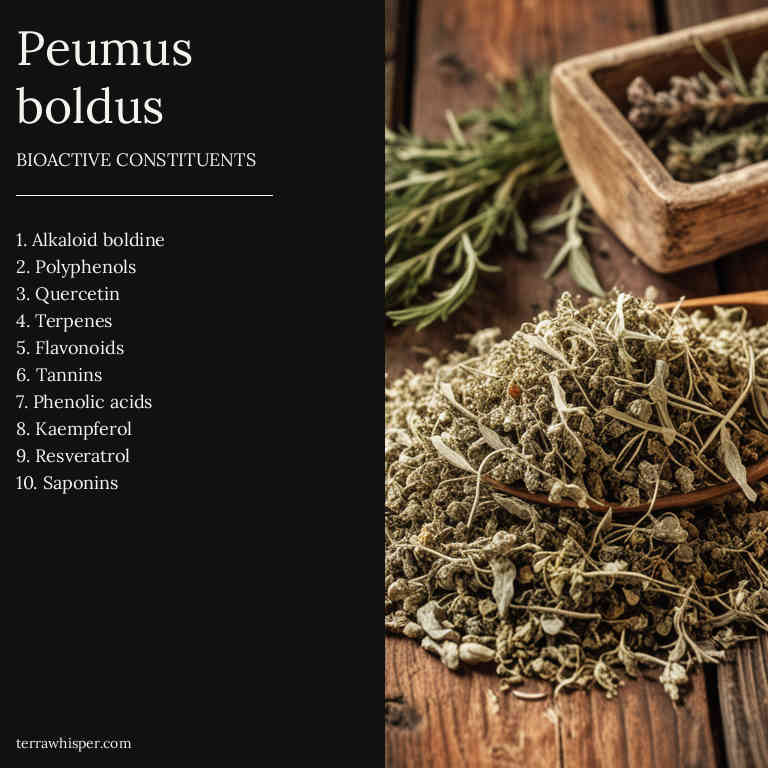 Peumus
boldus
BIOACTIVE CONSTITUENTS
1. Alkaloid boldine
2. Polyphenols
3. Quercetin
4. Terpenes
5. Flavonoids
6. Tannins
7. Phenolic acids
8. Kaempferol
9. Resveratrol
10. Saponins
terrawhisper.com